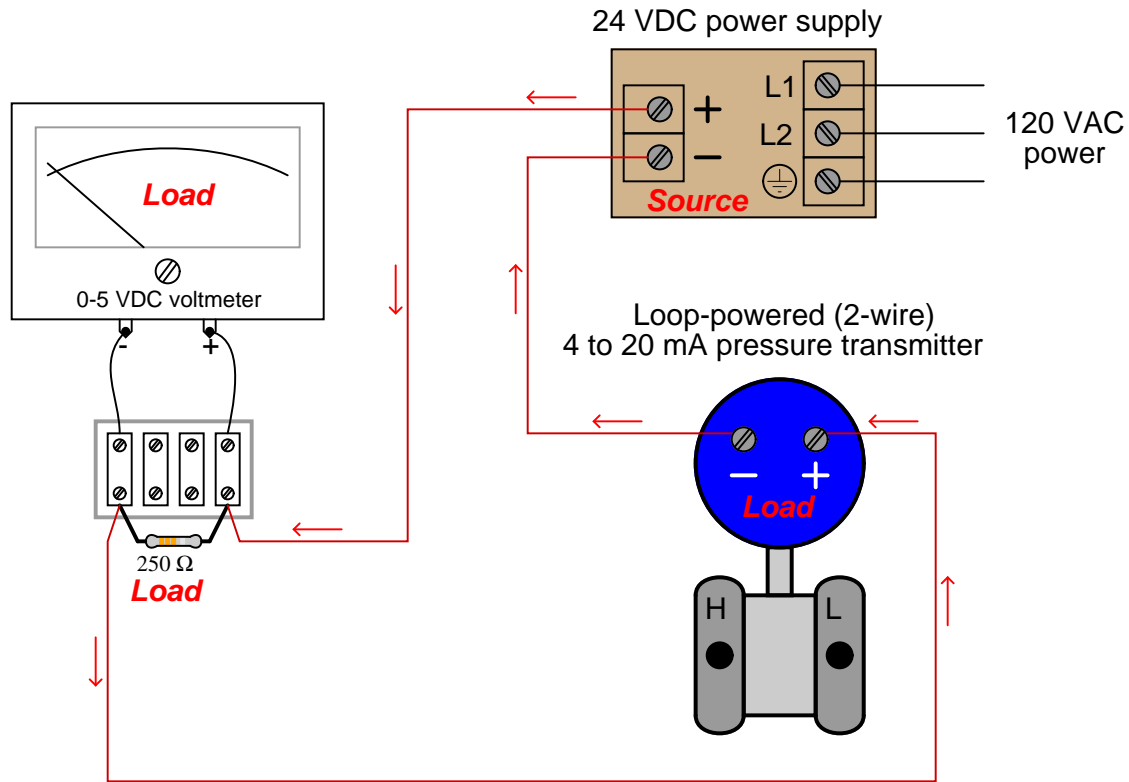 24 VDC power supply
L1
+
L2
-
Source
120 VAC
power
Load
0-5 VDC voltmeter
-
+
250 Ω
Load
Loop-powered (2-wire)
4 to 20 mA pressure transmitter
- +
Load
H L